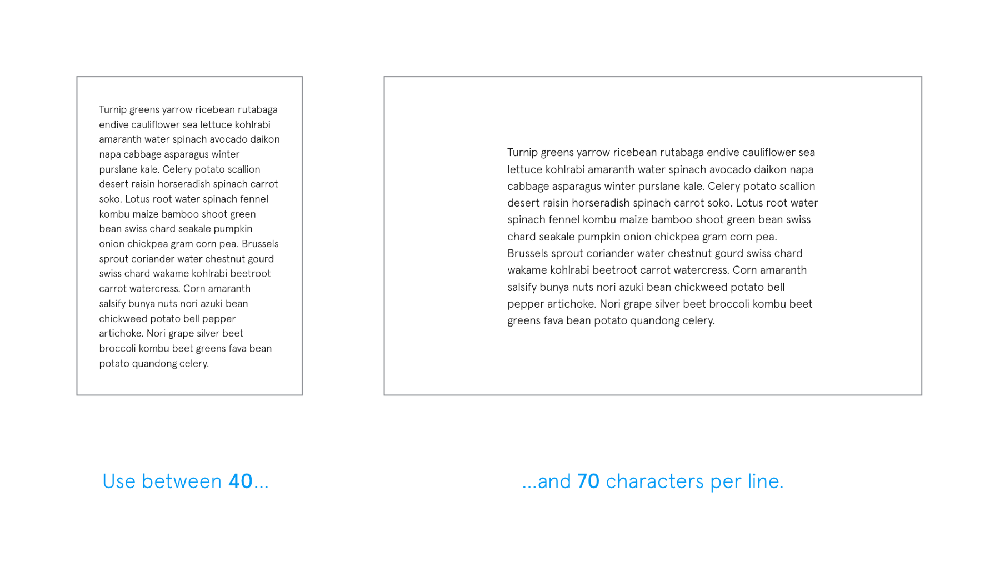 Turnip greens yarrow ricebean rutabaga
endive cauliflower sea lettuce kohlrabi
amaranth water spinach avocado daikon
napa cabbage asparagus winter
purslane kale. Celery potato scallion
desert raisin horseradish spinach carrot
soko. Lotus root water spinach fennel
kombu maize bamboo shoot green
bean swiss chard seakale pumpkin
onion chickpea gram corn pea. Brussels
sprout coriander water chestnut gourd
swiss chard wakame kohlrabi beetroot
carrot watercress. Corn amaranth
salsify bunya nuts nori azuki bean
chickweed potato bell pepper
artichoke. Nori grape silver beet
broccoli kombu beet greens fava bean
potato quandong celery.
Turnip greens yarrow ricebean rutabaga endive cauliflower sea
lettuce kohlrabi amaranth water spinach avocado daikon napa
cabbage asparagus winter purslane kale. Celery potato scallion
desert raisin horseradish spinach carrot soko. Lotus root water
spinach fennel kombu maize bamboo shoot green bean swiss
chard seakale pumpkin onion chickpea gram corn pea.
Brussels sprout coriander water chestnut gourd swiss chard
wakame kohlrabi beetroot carrot watercress. Corn amaranth
salsify bunya nuts nori azuki bean chickweed potato bell
pepper artichoke. Nori grape silver beet broccoli kombu beet
greens fava bean potato quandong celery.
Use between 40...
...and 70 characters per line.